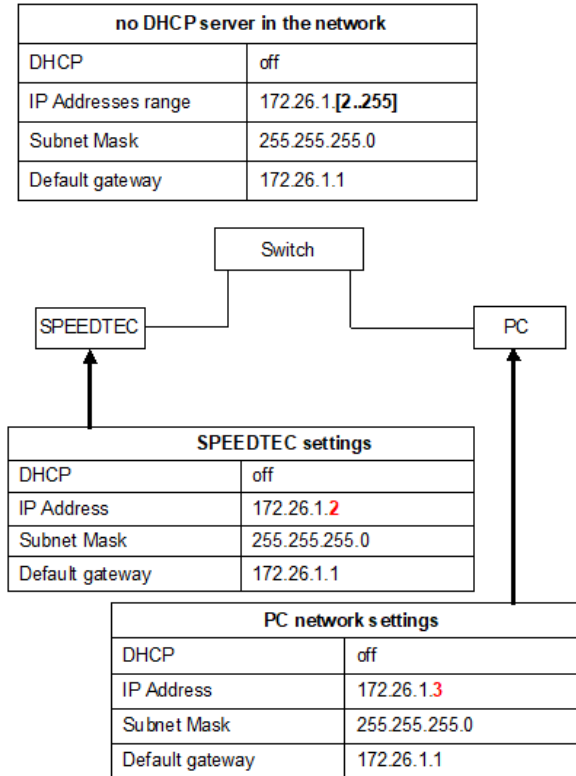 no DHCP server in the network
DHCP off
IP Addresses range 172.26.1.[2..255]
Subnet Mask 255.255.255.0
Default gateway 172.26.1.1
Switch
SPEEDTEC PC
SPEEDTEC settings
DHCP off
IP Address 172.26.1.2
Subnet Mask 255.255.255.0
Default gateway 172.26.1.1
PC network settings
DHCP off
IP Address 172.26.1.3
Subnet Mask 255.255.255.0
Default gateway 172.26.1.1